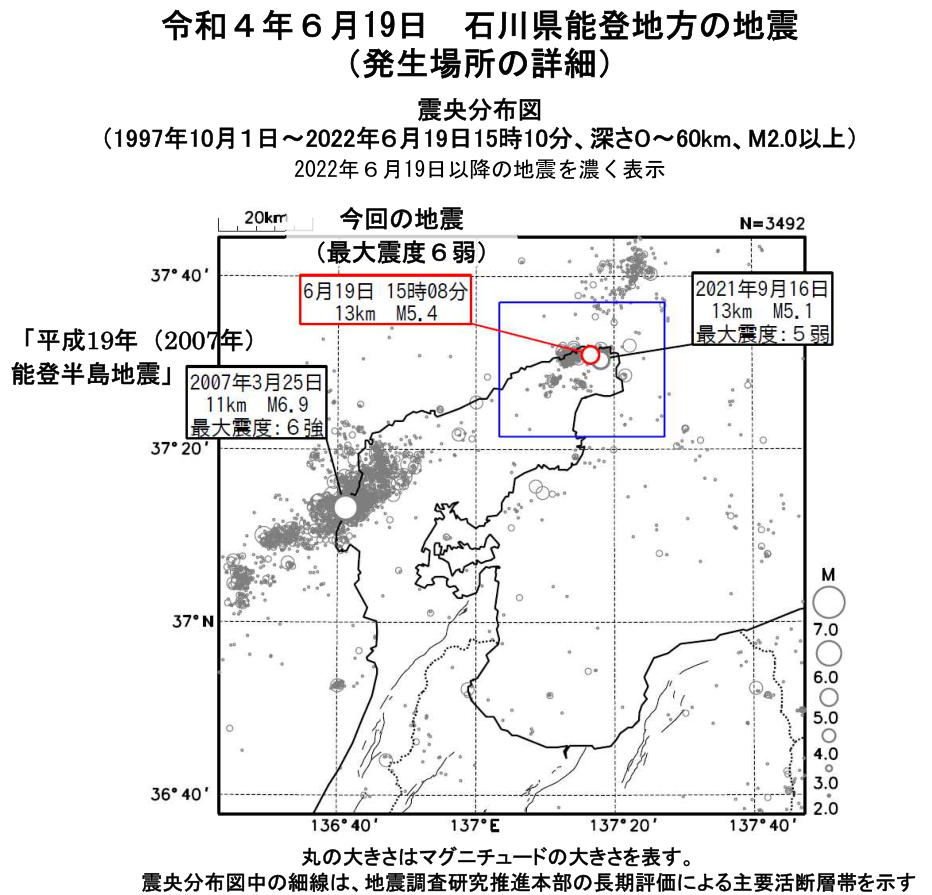 令和４年６月19日　石川県能登地方の地震
（発生場所の詳細）
震央分布図
（1997年10月１日～2022年６月19日15時10分、深さ０～60km、M2.0以上）
2022年６月19日以降の地震を濃く表示
20km
今回の地震
N=3492
（最大震度６弱）
37°40′
6月19日 15時08分
13km M5.4
2021年9月16日
13km M5.1
最大震度:５弱
「平成19年（2007年）
能登半島地震」
2007年3月25日
11km M6.9
最大震度:６強
37°20′
M
7.0
37°N
6.0
5.0
4.0
3.0
36°40′
2.0
136°40′ 137°E 137°20′ 137°40′
丸の大きさはマグニチュードの大きさを表す。
震央分布図中の細線は、地震調査研究推進本部の長期評価による主要活断層帯を示す